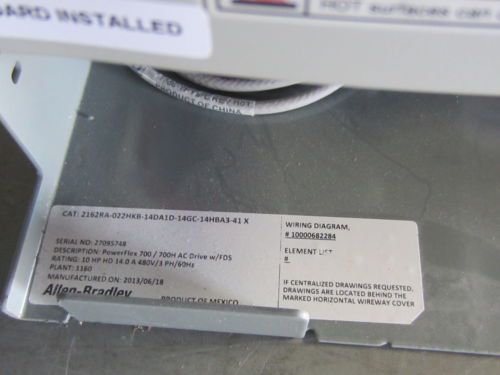 ARD INSTALLED
HOT surfaces can
PRODUCT OF CHINA
CAT: 2162RA-022HKB-14DA1D-14GC-14HBA3-41 X
SERIAL NO: 27095748
DESCRIPTION: PowerFlex 700 / 700H AC Drive w/FDS
RATING: 10 HP HD 14.0 A 480V/3 PH/60Hz
PLANT: 1160
MANUFACTURED ON: 2013/06/18
Allen-Bradley
PRODUCT OF MEXICO
WIRING DIAGRAM,
# 10000682284
ELEMENT LIST
#
IF CENTRALIZED DRAWINGS REQUESTED,
DRAWINGS ARE LOCATED BEHIND THE
MARKED HORIZONTAL WIREWAY COVER